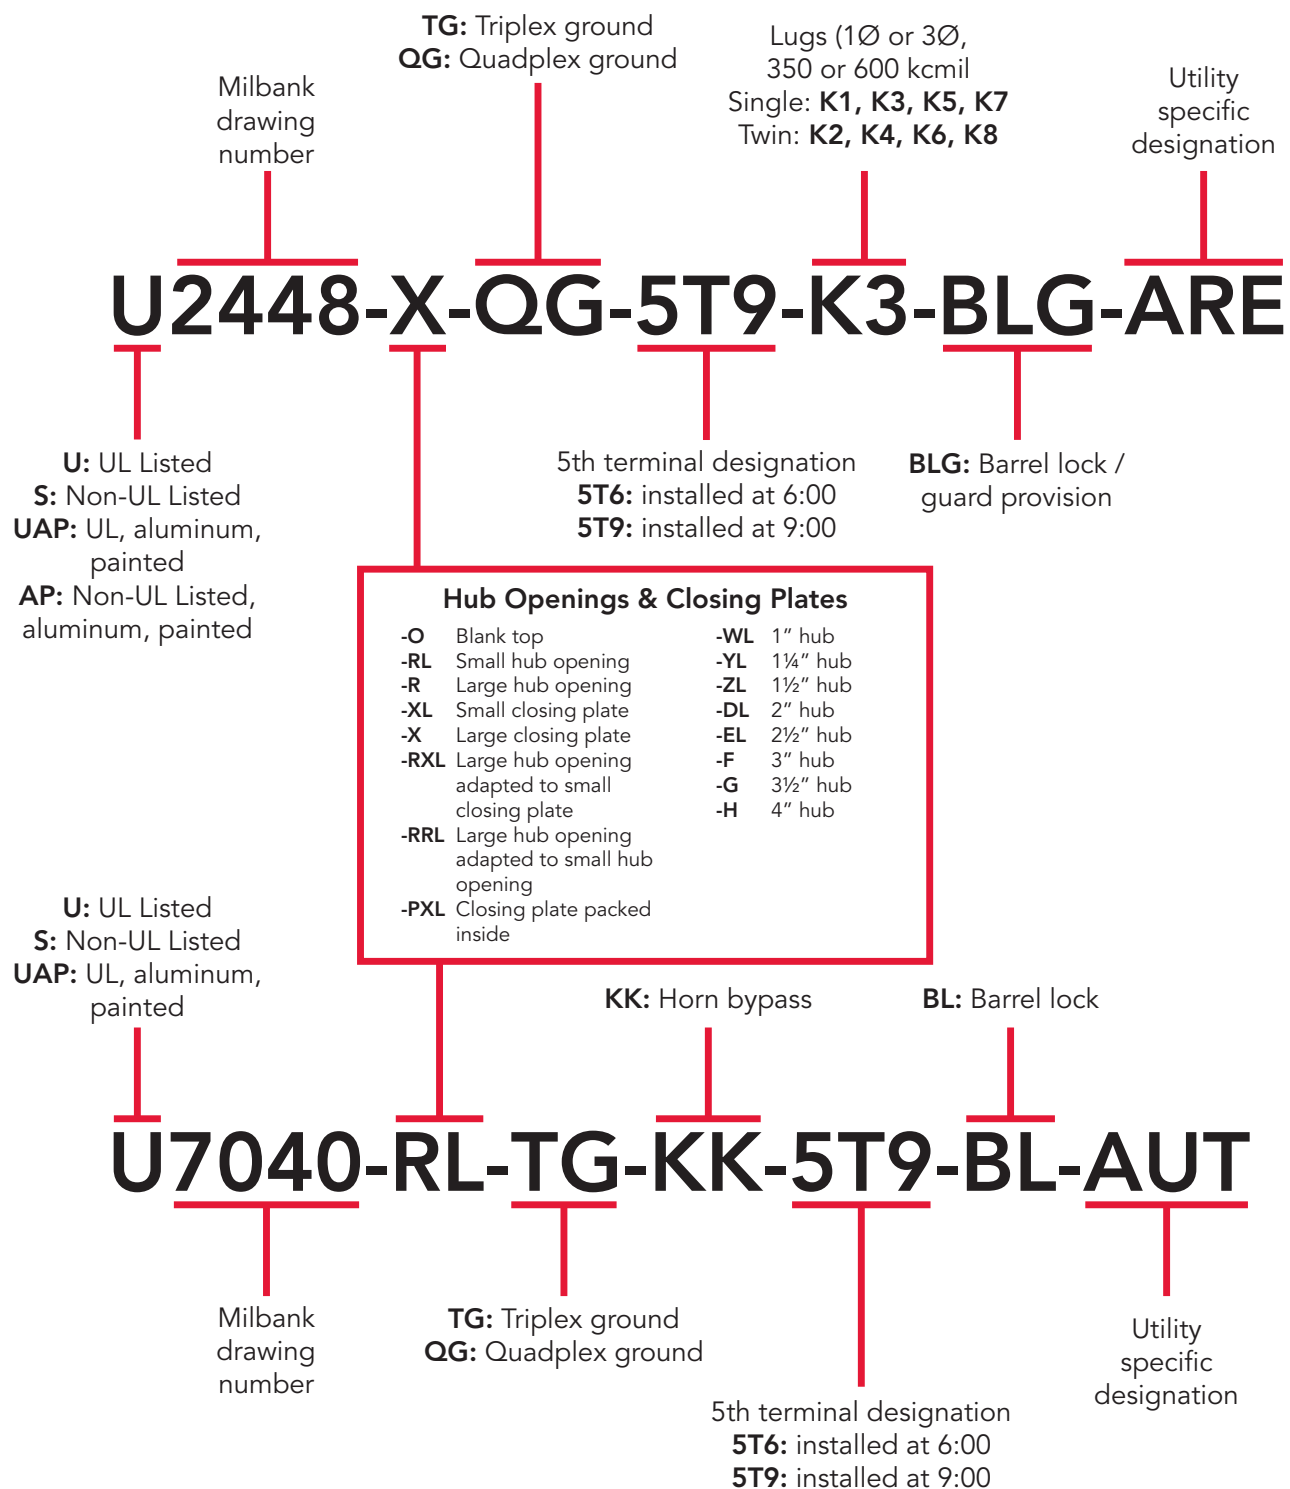 TG: Triplex ground
QG: Quadplex ground
Lugs (1Ø or 3Ø,
350 or 600 kcmil
Single: K1, K3, K5, K7
Twin: K2, K4, K6, K8
Milbank
drawing
number
Utility
specific
designation
U2448-X-QG-5T9-K3-BLG-ARE
U: UL Listed
S: Non-UL Listed
UAP: UL, aluminum,
painted
AP: Non-UL Listed,
aluminum, painted
5th terminal designation
5T6: installed at 6:00
5T9: installed at 9:00
BLG: Barrel lock /
guard provision
Hub Openings & Closing Plates
-O Blank top
-RL Small hub opening
-R Large hub opening
-XL Small closing plate
-X Large closing plate
-RXL Large hub opening
adapted to small
closing plate
-RRL Large hub opening
adapted to small hub
opening
-PXL Closing plate packed
inside
-WL 1” hub
-YL 1¼” hub
-ZL 1½” hub
-DL 2” hub
-EL 2½” hub
-F 3” hub
-G 3½” hub
-H 4” hub
U: UL Listed
S: Non-UL Listed
UAP: UL, aluminum,
painted
KK: Horn bypass
BL: Barrel lock
U7040-RL-TG-KK-5T9-BL-AUT
Milbank
drawing
number
TG: Triplex ground
QG: Quadplex ground
5th terminal designation
5T6: installed at 6:00
5T9: installed at 9:00
Utility
specific
designation